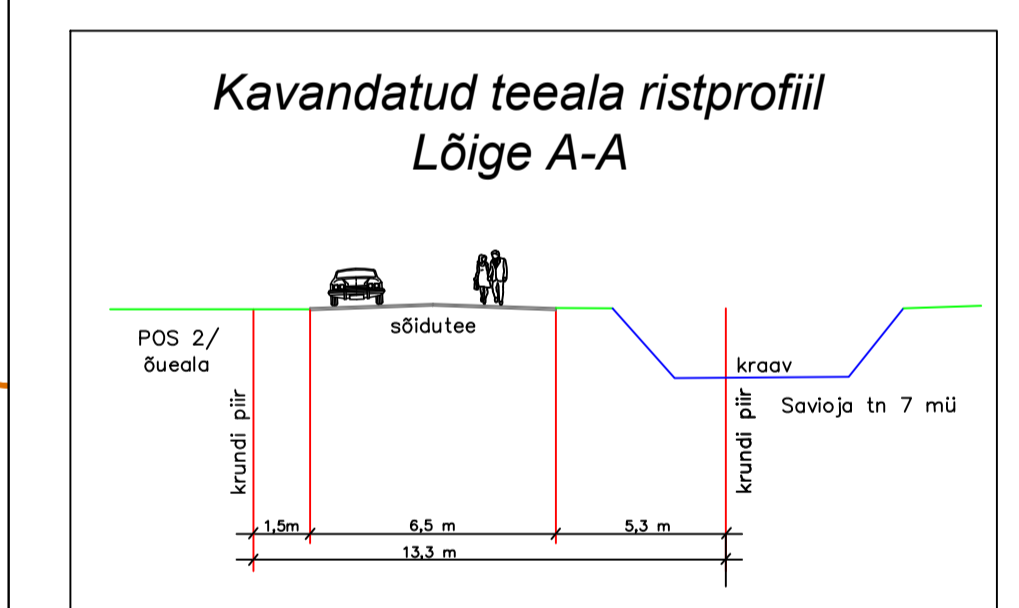 Kavandatud teeala ristprofiil
Lõige A-A
sõidutee
POS 2/
õueala
kraav
Savioja tn 7 mü
krundi piir
krundi piir
1,5m
6,5 m
5,3 m
13,3 m